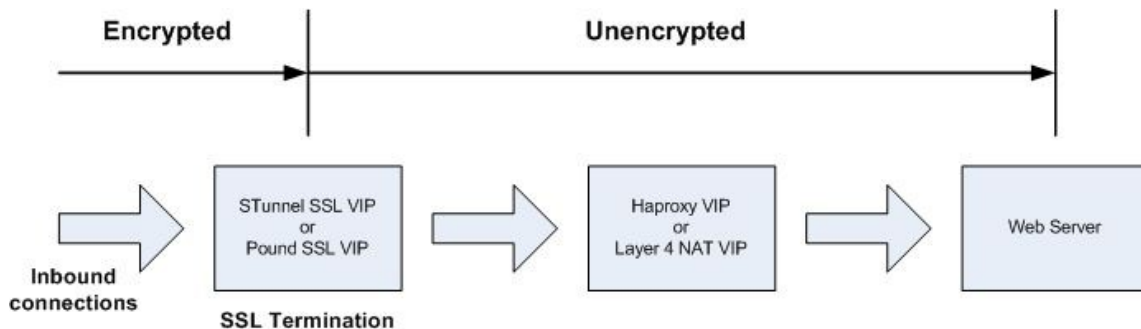 Encrypted
Unencrypted
STunnel SSL VIP
or
Pound SSL VIP
Haproxy VIP
or
Layer 4 NAT VIP
Web Server
Inbound
connections
SSL Termination